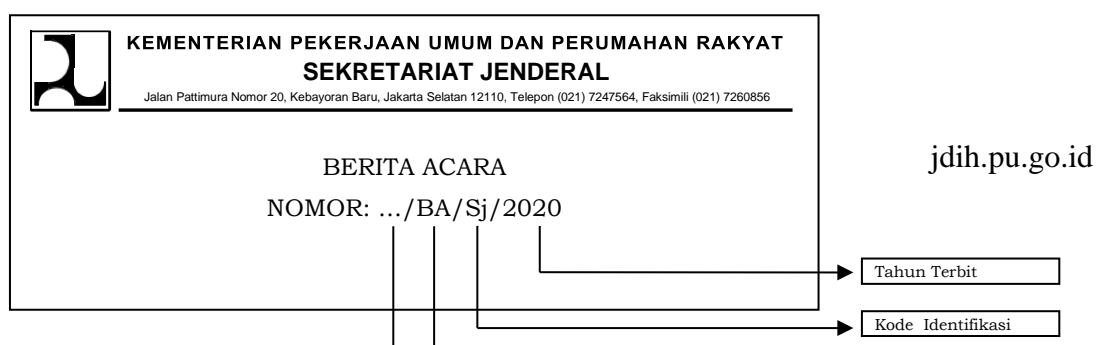 KEMENTERIAN PEKERJAAN UMUM DAN PERUMAHAN RAKYAT
SEKRETARIAT JENDERAL
Jalan Pattimura Nomor 20, Kebayoran Baru, Jakarta Selatan 12110, Telepon (021) 7247564, Faksimili (021) 7260856
jdih.pu.go.id
BERITA ACARA
NOMOR: .../BA/Sj/2020
Tahun Terbit
Kode Identifikasi